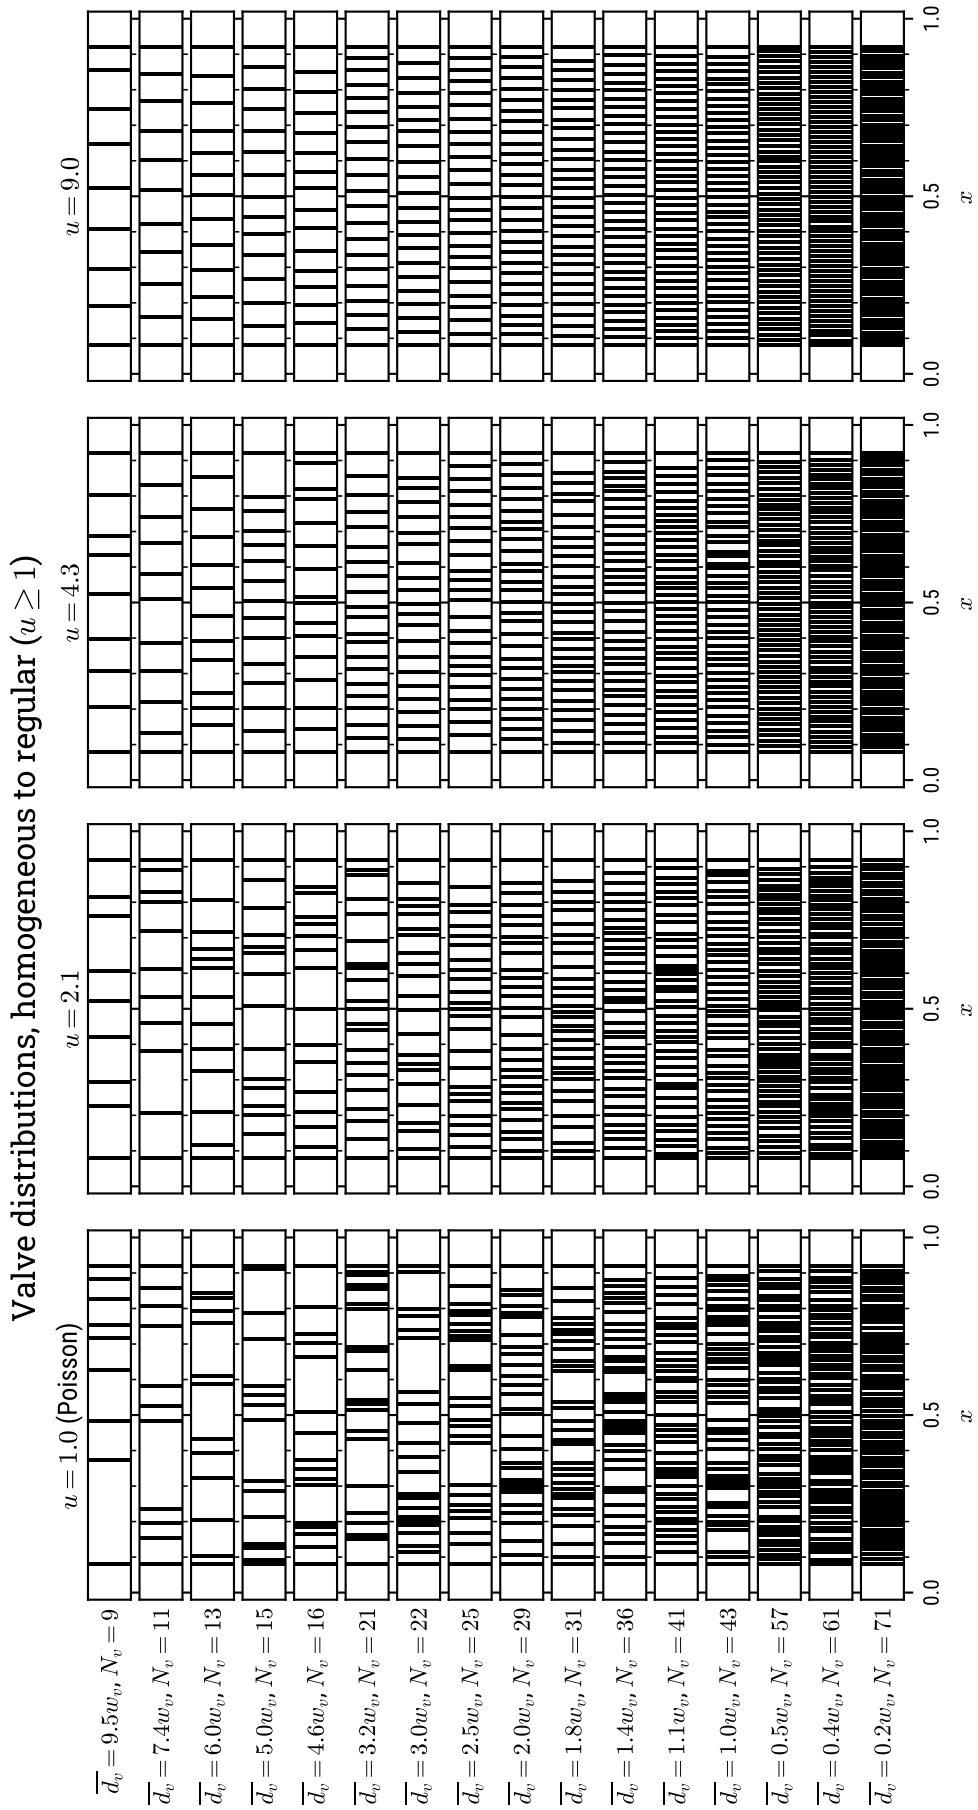 Valve distributions, homogeneous to regular (u ≥ 1)
u = 1.0 (Poisson)
u = 2.1
u = 4.3
u = 9.0
d̅ᵥ = 9.5wᵥ, Nᵥ = 9
d̅ᵥ = 7.4wᵥ, Nᵥ = 11
d̅ᵥ = 6.0wᵥ, Nᵥ = 13
d̅ᵥ = 5.0wᵥ, Nᵥ = 15
d̅ᵥ = 4.6wᵥ, Nᵥ = 16
d̅ᵥ = 3.2wᵥ, Nᵥ = 21
d̅ᵥ = 3.0wᵥ, Nᵥ = 22
d̅ᵥ = 2.5wᵥ, Nᵥ = 25
d̅ᵥ = 2.0wᵥ, Nᵥ = 29
d̅ᵥ = 1.8wᵥ, Nᵥ = 31
d̅ᵥ = 1.4wᵥ, Nᵥ = 36
d̅ᵥ = 1.1wᵥ, Nᵥ = 41
d̅ᵥ = 1.0wᵥ, Nᵥ = 43
d̅ᵥ = 0.5wᵥ, Nᵥ = 57
d̅ᵥ = 0.4wᵥ, Nᵥ = 61
d̅ᵥ = 0.2wᵥ, Nᵥ = 71
0.0 0.5 1.0 0.0 0.5 1.0 0.0 0.5 1.0 0.0 0.5 1.0
x x x x